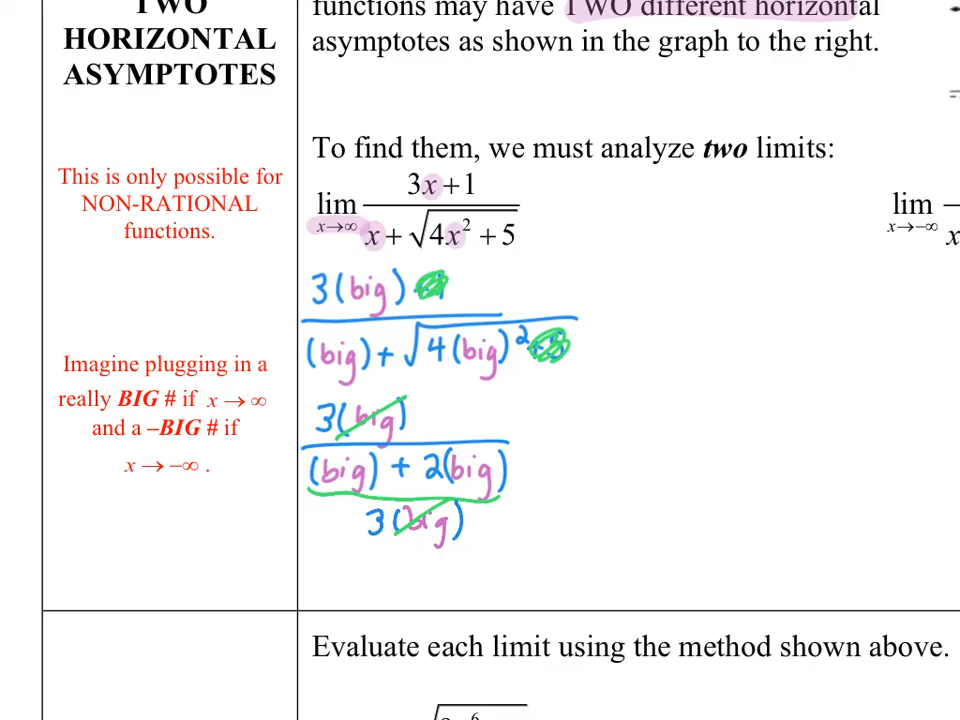 TWO
HORIZONTAL
ASYMPTOTES
This is only possible for
NON-RATIONAL
functions.
Imagine plugging in a
really BIG # if x → ∞
and a –BIG # if
x → −∞ .
functions may have TWO different horizontal
asymptotes as shown in the graph to the right.
To find them, we must analyze two limits:
lim x→∞ (3x + 1) / (x + √(4x² + 5))
lim x→−∞
x
3(big)
(big) + √4(big)²
3(big)
(big) + 2(big)
3(big)
Evaluate each limit using the method shown above.